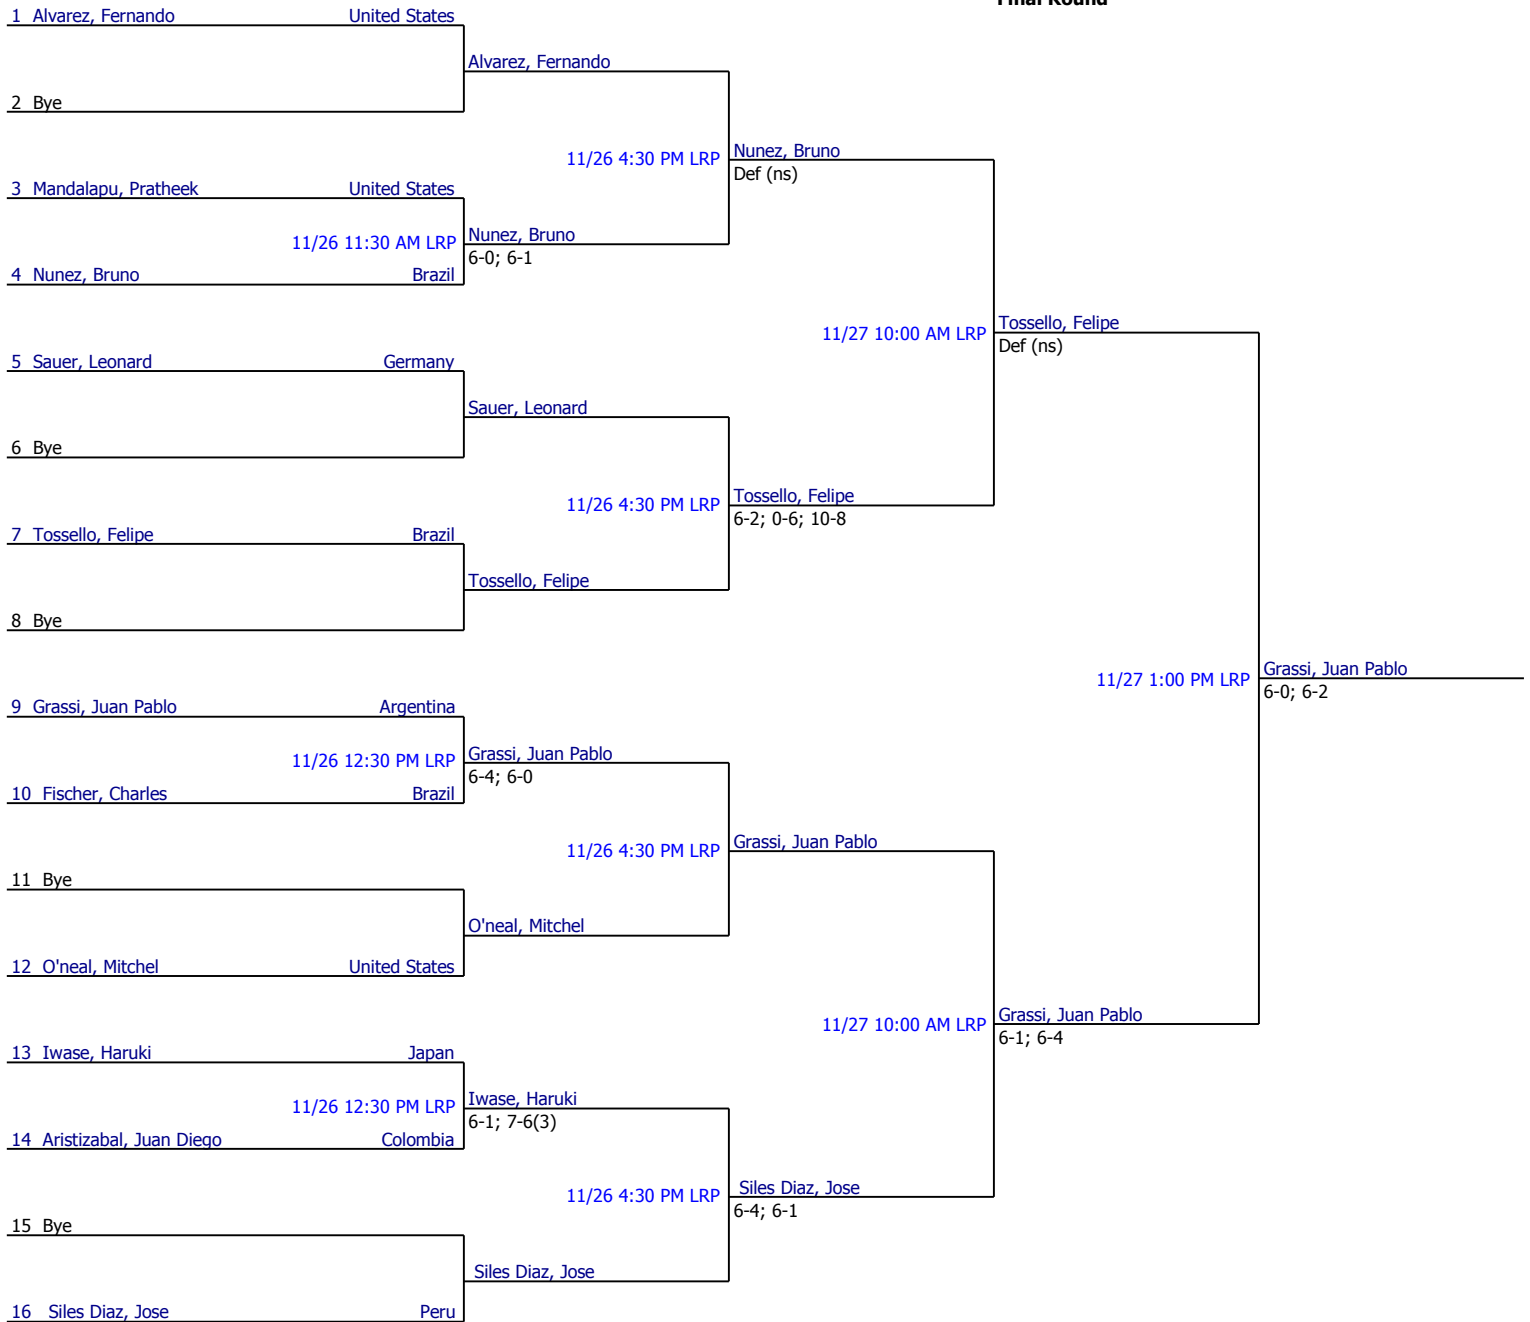 Final Round
1 Alvarez, Fernando United States
Alvarez, Fernando
2 Bye
11/26 4:30 PM LRP Nunez, Bruno
Def (ns)
3 Mandalapu, Pratheek United States
11/26 11:30 AM LRP Nunez, Bruno
6-0; 6-1
4 Nunez, Bruno Brazil
11/27 10:00 AM LRP Tossello, Felipe
Def (ns)
5 Sauer, Leonard Germany
Sauer, Leonard
6 Bye
11/26 4:30 PM LRP Tossello, Felipe
6-2; 0-6; 10-8
7 Tossello, Felipe Brazil
Tossello, Felipe
8 Bye
11/27 1:00 PM LRP Grassi, Juan Pablo
6-0; 6-2
9 Grassi, Juan Pablo Argentina
11/26 12:30 PM LRP Grassi, Juan Pablo
6-4; 6-0
10 Fischer, Charles Brazil
11/26 4:30 PM LRP Grassi, Juan Pablo
11 Bye
O'neal, Mitchel
12 O'neal, Mitchel United States
11/27 10:00 AM LRP Grassi, Juan Pablo
6-1; 6-4
13 Iwase, Haruki Japan
11/26 12:30 PM LRP Iwase, Haruki
6-1; 7-6(3)
14 Aristizabal, Juan Diego Colombia
11/26 4:30 PM LRP Siles Diaz, Jose
6-4; 6-1
15 Bye
Siles Diaz, Jose
16 Siles Diaz, Jose Peru